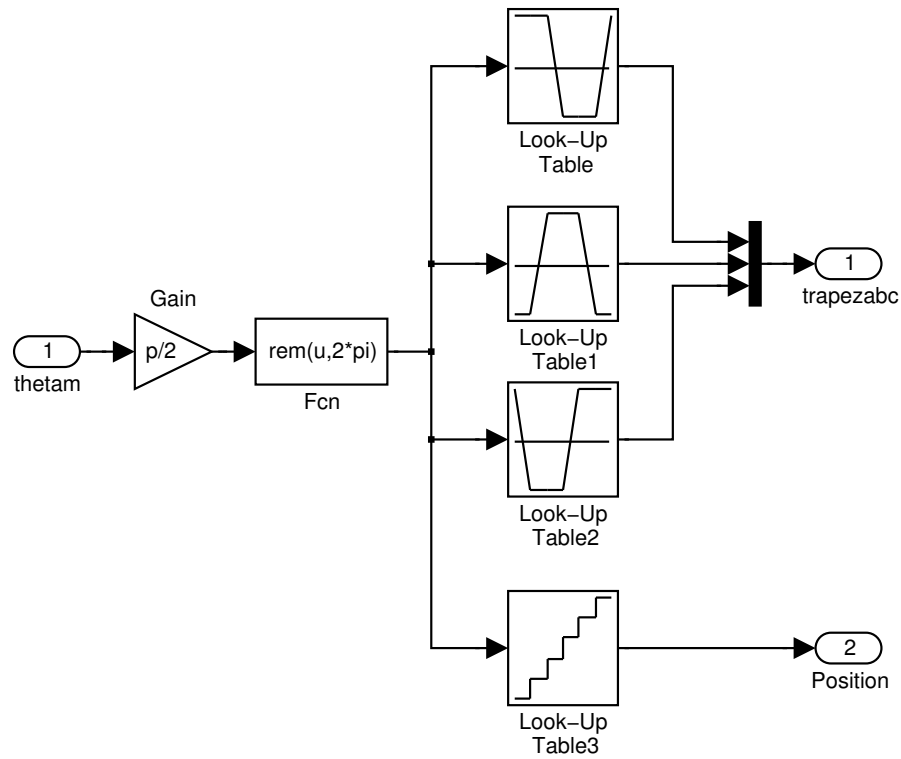 Look−Up
Table
Look−Up
Table1
1
trapezabc
Gain
1
thetam
p/2
rem(u,2*pi)
Fcn
Look−Up
Table2
Look−Up
Table3
2
Position